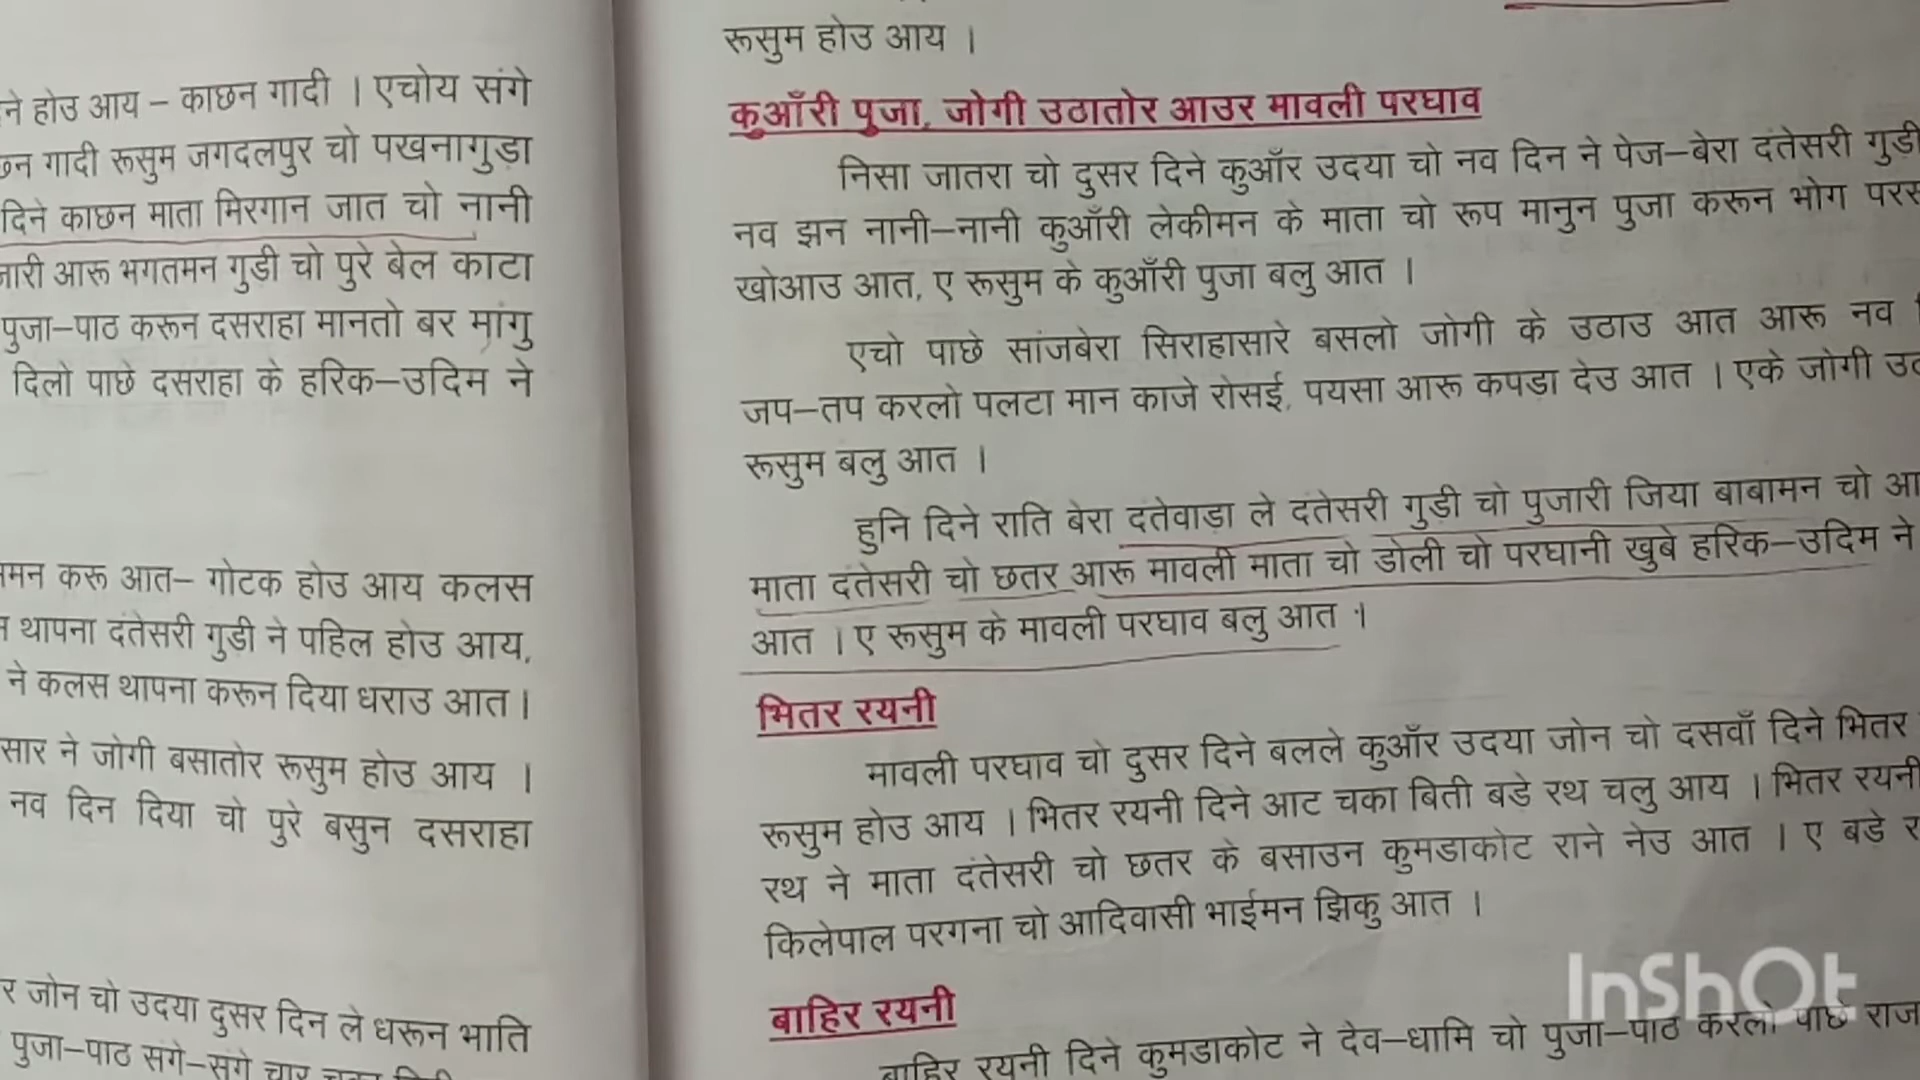 ने होउ आय – काछन गादी । एचोय संगे
गादी रूसुम जगदलपुर चो पखनागुड़ा
दिने काछन माता मिरगान जात चो नानी
आरू भगतमन गुडी चो पुरे बेल काटा
पुजा–पाठ करून दसराहा मानतो बर मांगु
दिलो पाछे दसराहा के हरिक–उदिम ने
करू आत– गोटक होउ आय कलस
थापना दंतेसरी गुडी ने पहिल होउ आय,
ने कलस थापना करून दिया धराउ आत।
ने जोगी बसातोर रूसुम होउ आय ।
नव दिन दिया चो पुरे बसुन दसराहा
जोन चो उदया दुसर दिन ले धरून भाति
पुजा–पाठ संगे–संगे चार
रूसुम होउ आय ।
कुऑंरी पुजा, जोगी उठातोर आउर मावली परघाव
निसा जातरा चो दुसर दिने कुऑंर उदया चो नव दिन ने पेज–बेरा दंतेसरी गुडी
नव झन नानी–नानी कुऑंरी लेकीमन के माता चो रूप मानुन पुजा करून भोग
खोआउ आत, ए रूसुम के कुऑंरी पुजा बलु आत ।
एचो पाछे सांजबेरा सिराहासारे बसलो जोगी के उठाउ आत आरू नव
जप–तप करलो पलटा मान काजे रोसई, पयसा आरू कपडा देउ आत । एके जोगी
रूसुम बलु आत ।
हुनि दिने राति बेरा दंतेवाड़ा ले दंतेसरी गुड़ी चो पुजारी जिया बाबामन चो
माता दंतेसरी चो छतर आरू मावली माता चो डोली चो परघानी खुबे हरिक–उदिम ने
आत । ए रूसुम के मावली परघाव बलु आत ।
भितर रयनी
मावली परघाव चो दुसर दिने बलले कुऑंर उदया जोन चो दसवाँ दिने भितर
रूसुम होउ आय । भितर रयनी दिने आट चका बिती बडे रथ चलु आय । भितर रयनी
रथ ने माता दंतेसरी चो छतर के बसाउन कुमडाकोट राने नेउ आत । ए बडे
किलेपाल परगना चो आदिवासी भाईमन झिकु आत ।
बाहिर रयनी
बाहिर रयनी दिने कुमडाकोट ने देव–धामि चो पुजा–पाठ करलो पाछे
InShOt